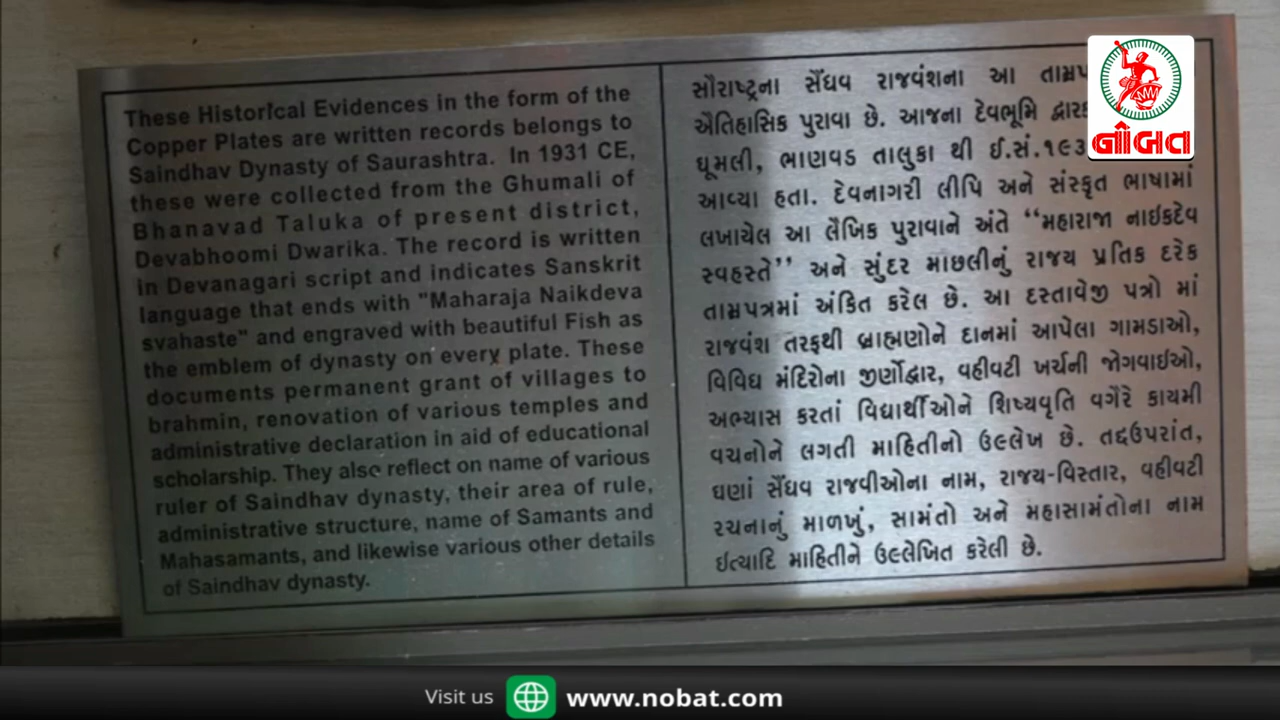 These Historical Evidences in the form of the
Copper Plates are written records belongs to
Saindhav Dynasty of Saurashtra. In 1931 CE,
these were collected from the Ghumali of
Bhanavad Taluka of present district,
Devabhoomi Dwarika. The record is written
in Devanagari script and indicates Sanskrit
language that ends with "Maharaja Naikdeva
svahaste" and engraved with beautiful Fish as
the emblem of dynasty on every plate. These
documents permanent grant of villages to
brahmin, renovation of various temples and
administrative declaration in aid of educational
scholarship. They also reflect on name of various
ruler of Saindhav dynasty, their area of rule,
administrative structure, name of Samants and
Mahasamants, and likewise various other details
of Saindhav dynasty.
સૌરાષ્ટ્રના સૈંધવ રાજવંશના આ
ઐતિહાસિક પુરાવા છે. આજના દેવભૂમિ
ઘૂમલી, ભાણવડ તાલુકા થી
આવ્યા હતા. દેવનાગરી લીપિ અને સંસ્કૃત ભાષામાં
લખાયેલ આ લૈખિક પુરાવાને અંતે “મહારાજા નાઈકદેવ
સ્વહસ્તે” અને સુંદર માછલીનું રાજય પ્રતિક દરેક
તામ્રપત્રમાં અંકિત કરેલ છે. આ દસ્તાવેજી પત્રો માં
રાજવંશ તરફથી બ્રાહ્મણોને દાનમાં આપેલા ગામડાઓ,
વિવિધ મંદિરોના જીર્ણોદ્વાર, વહીવટી ખર્ચની જોગવાઈઓ,
અભ્યાસ કરતાં વિદ્યાર્થીઓને શિષ્યવૃતિ વગૈરે કાયમી
વચનોને લગતી માહિતીનો ઉલ્લેખ છે. તદ્દઉપરાંત,
ઘણાં સૈંધવ રાજવીઓના નામ, રાજય-વિસ્તાર, વહીવટી
રચનાનું માળખું, સામંતો અને મહાસામંતોના નામ
ઈત્યાદિ માહિતીને ઉલ્લેખિત કરેલી છે.
નોબત
Visit us www.nobat.com